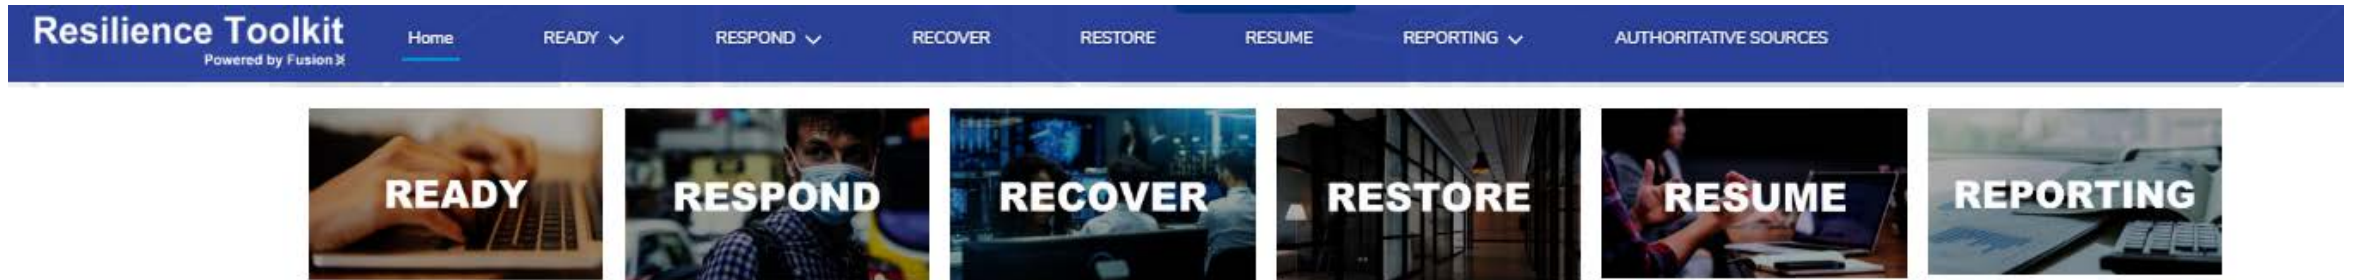 Resilience Toolkit
Powered by Fusion
Home READY RESPOND RECOVER RESTORE RESUME REPORTING AUTHORITATIVE SOURCES
READY RESPOND RECOVER RESTORE RESUME REPORTING